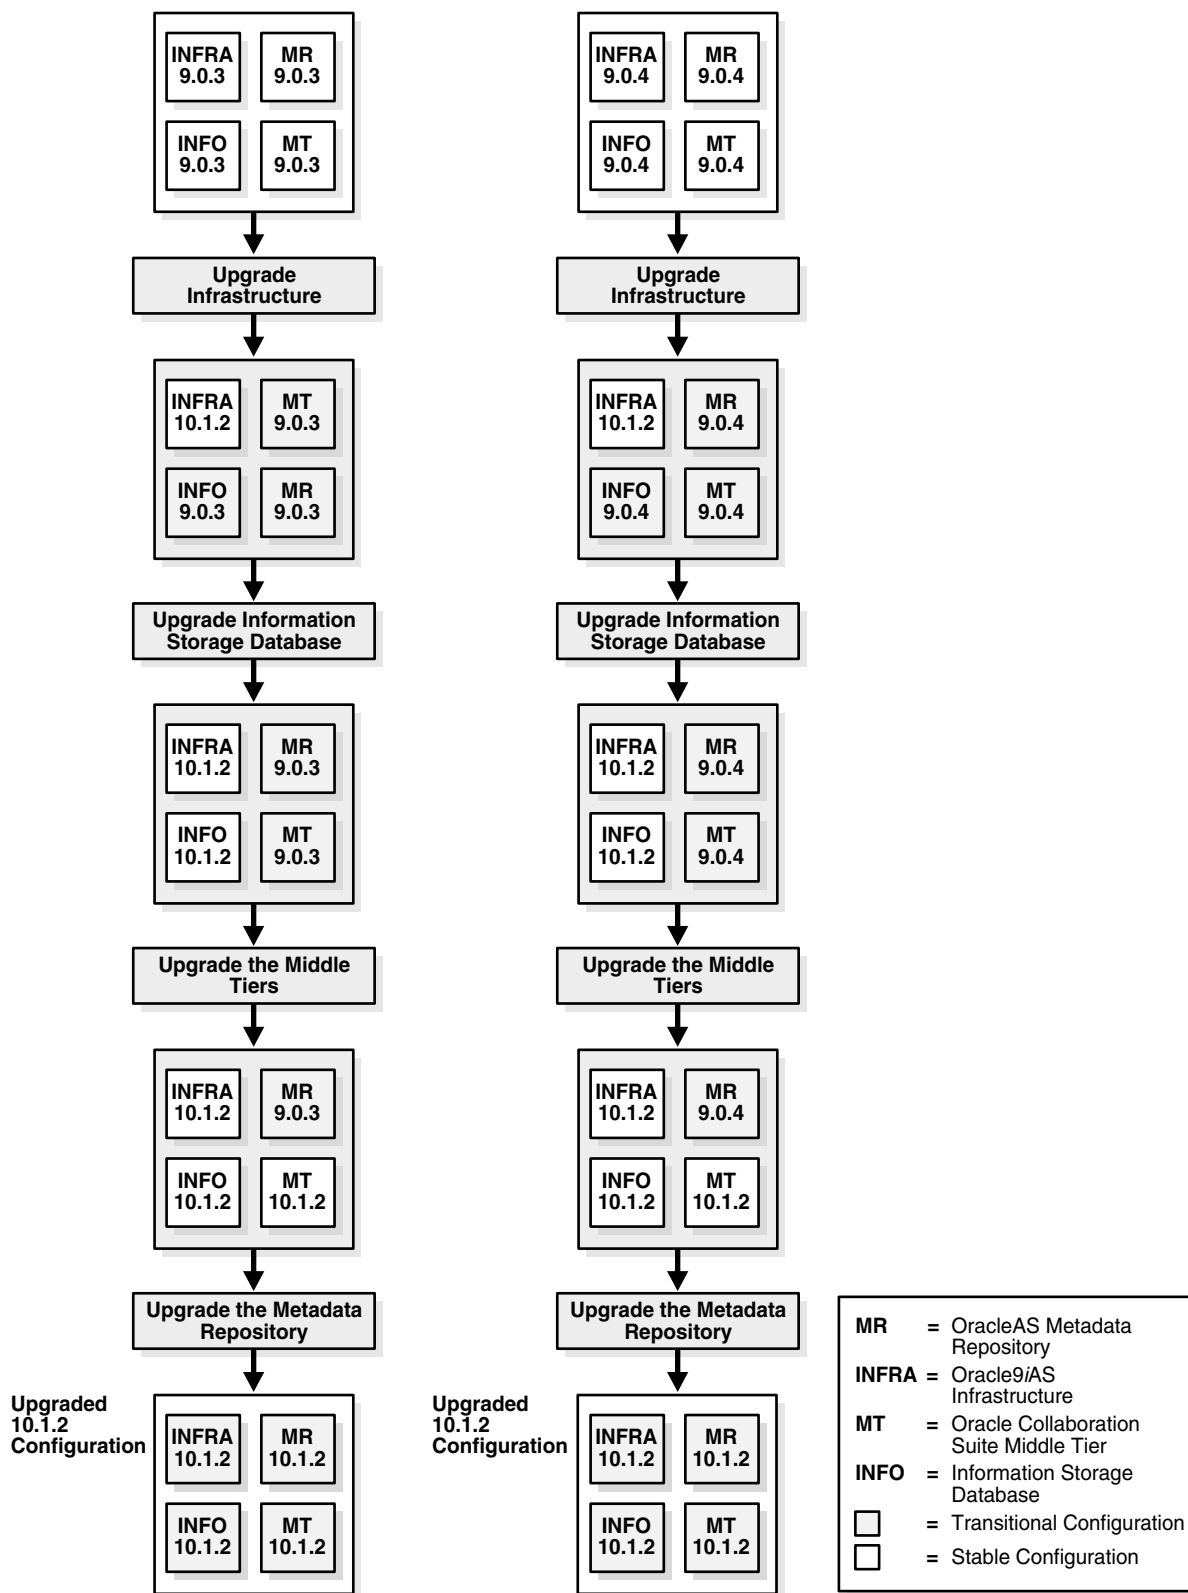 INFRA
9.0.3
MR
9.0.3
INFO
9.0.3
MT
9.0.3
Upgrade
Infrastructure
INFRA
10.1.2
MT
9.0.3
INFO
9.0.3
MR
9.0.3
Upgrade Information
Storage Database
INFRA
10.1.2
MR
9.0.3
INFO
10.1.2
MT
9.0.3
Upgrade the Middle
Tiers
INFRA
10.1.2
MR
9.0.3
INFO
10.1.2
MT
10.1.2
Upgrade the Metadata
Repository
Upgraded
10.1.2
Configuration
INFRA
10.1.2
MR
10.1.2
INFO
10.1.2
MT
10.1.2
INFRA
9.0.4
MR
9.0.4
INFO
9.0.4
MT
9.0.4
Upgrade
Infrastructure
INFRA
10.1.2
MR
9.0.4
INFO
9.0.4
MT
9.0.4
Upgrade Information
Storage Database
INFRA
10.1.2
MR
9.0.4
INFO
10.1.2
MT
9.0.4
Upgrade the Middle
Tiers
INFRA
10.1.2
MR
9.0.4
INFO
10.1.2
MT
10.1.2
Upgrade the Metadata
Repository
Upgraded
10.1.2
Configuration
INFRA
10.1.2
MR
10.1.2
INFO
10.1.2
MT
10.1.2
MR = OracleAS Metadata
Repository
INFRA = Oracle9iAS
Infrastructure
MT = Oracle Collaboration
Suite Middle Tier
INFO = Information Storage
Database
= Transitional Configuration
= Stable Configuration